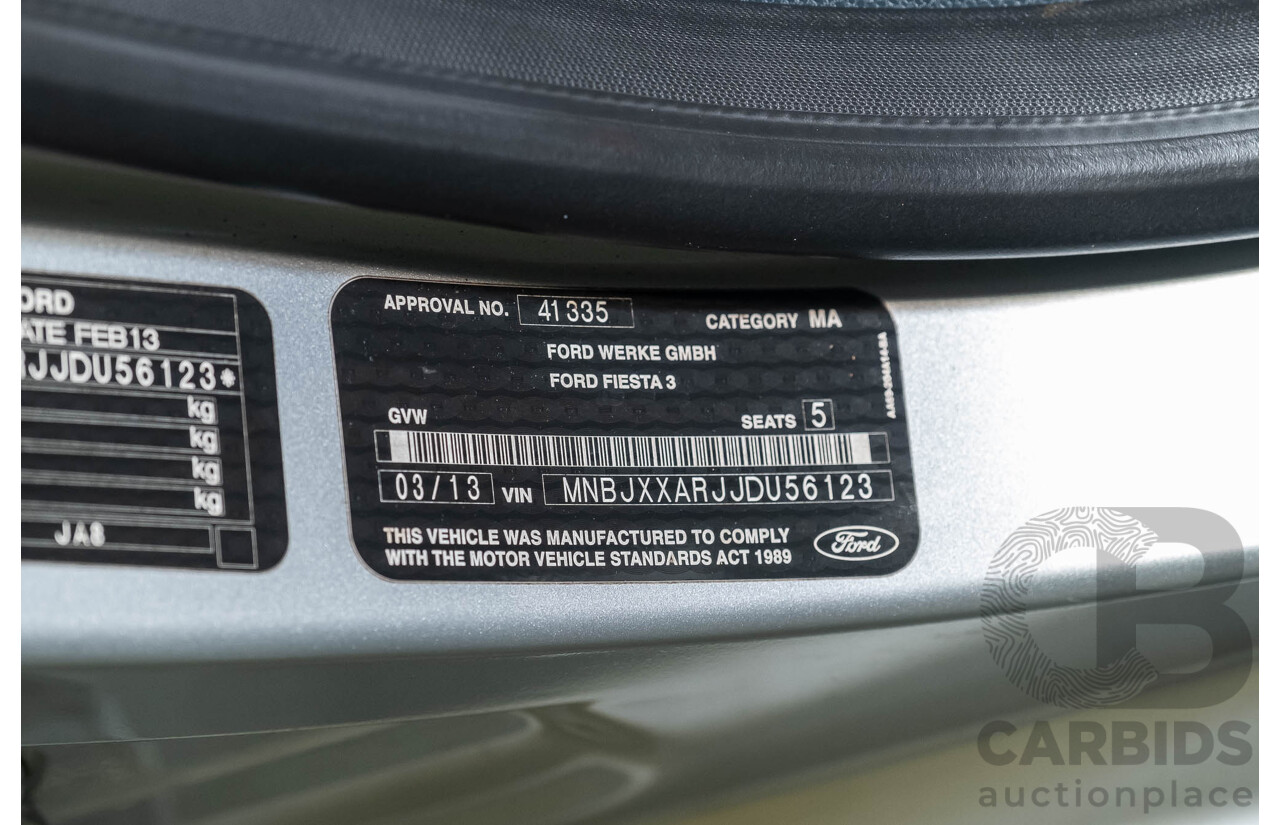 ORD
ATE FEB13
JJDU56123*
kg
kg
kg
kg
JA8
APPROVAL NO. 41335 CATEGORY MA
FORD WERKE GMBH
FORD FIESTA 3
GVW SEATS 5
03/13 VIN MNBJXXARJJDU56123
THIS VEHICLE WAS MANUFACTURED TO COMPLY
WITH THE MOTOR VEHICLE STANDARDS ACT 1989
Ford
CB
CARBIDS
auctionplace